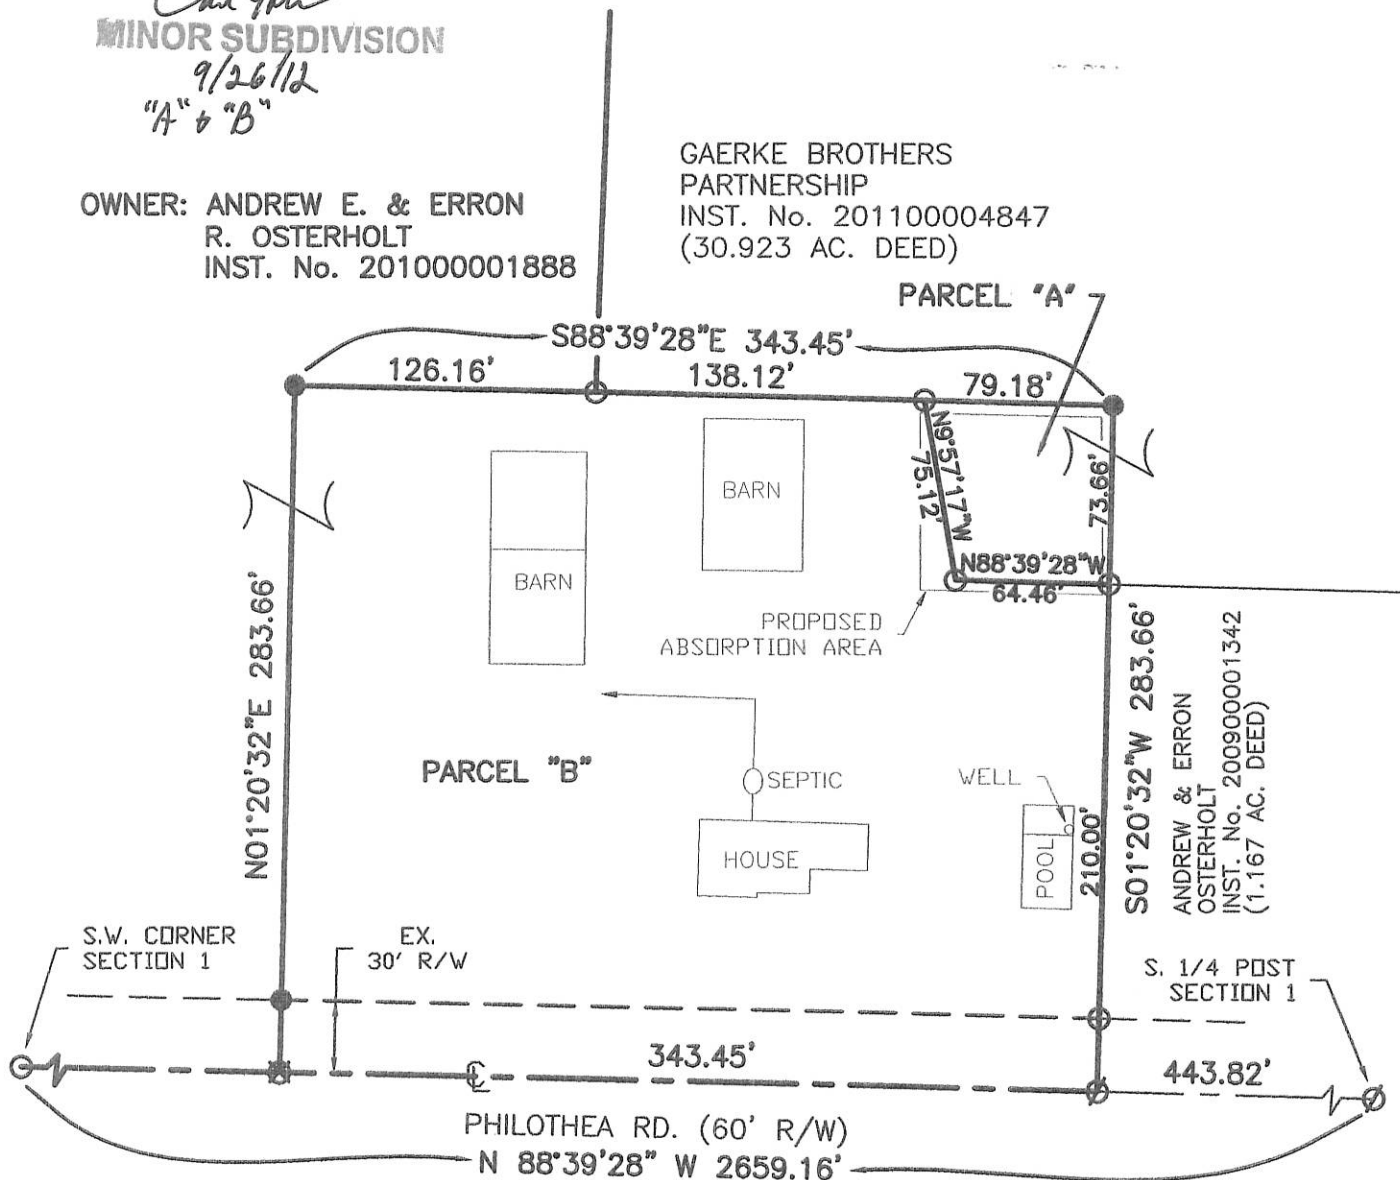 MINOR SUBDIVISION
9/26/12
"A" & "B"
OWNER: ANDREW E. & ERRON
R. OSTERHOLT
INST. No. 201000001888
GAERKE BROTHERS
PARTNERSHIP
INST. No. 201100004847
(30.923 AC. DEED)
PARCEL "A"
S88°39'28"E 343.45'
126.16'
138.12'
79.18'
N9°57'17"W
75.12'
73.66'
N88°39'28"W
64.46'
BARN
BARN
PROPOSED
ABSORPTION AREA
N01°20'32"E 283.66'
PARCEL "B"
SEPTIC
WELL
HOUSE
POOL
210.00'
S01°20'32"W 283.66'
ANDREW & ERRON
OSTERHOLT
INST. No. 200900001342
(1.167 AC. DEED)
S.W. CORNER
SECTION 1
EX.
30' R/W
S. 1/4 POST
SECTION 1
343.45'
443.82'
PHILOTHEA RD. (60' R/W)
N 88°39'28" W 2659.16'